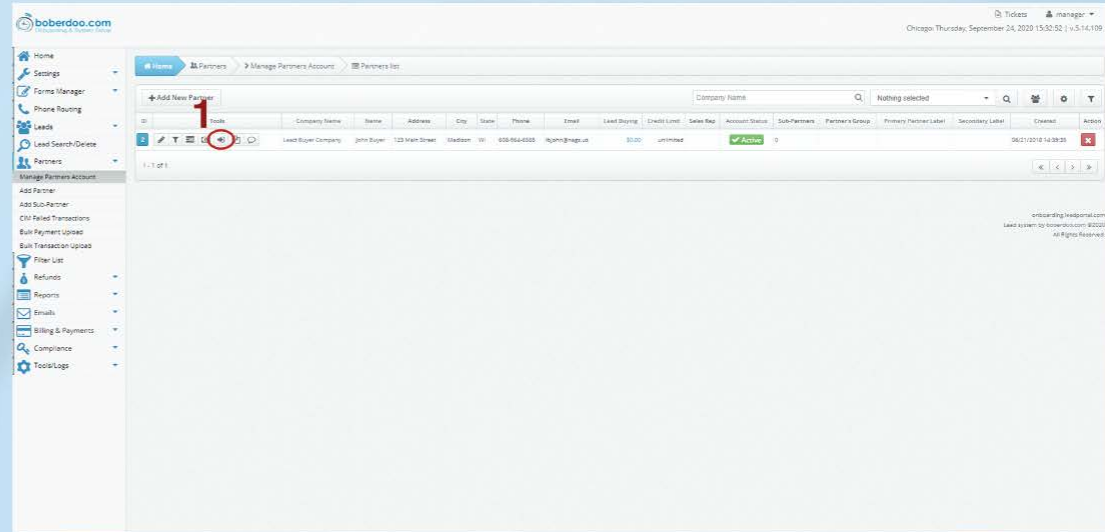 boberdoo.com
Tickets manager
Chicago: Thursday, September 24, 2020 15:32:52 | v.5.14.109
Home
Settings
Forms Manager
Phone Routing
Leads
Lead Search/Delete
Partners
Manage Partners Account
Add Partner
Add Sub-Partner
CIM Failed Transactions
Bulk Payment Upload
Bulk Transaction Upload
Filter List
Refunds
Reports
Emails
Billing & Payments
Compliance
Tools/Logs
Home Partners Manage Partners Account Partners list
+Add New Partner Company Name Nothing selected
1
ID Tools Company Name Name Address City State Phone Email Lead Buying Credit Limit Sales Rep Account Status Sub-Partners Partner's Group Primary Partner Label Secondary Label Created Action
2 Lead Buyer Company John Buyer 123 Main Street Madison WI $0.00 unlimited Active 0
1 - 1 of 1
onboarding.leadportal.com
Lead system by boberdoo.com ©2020
All Rights Reserved.